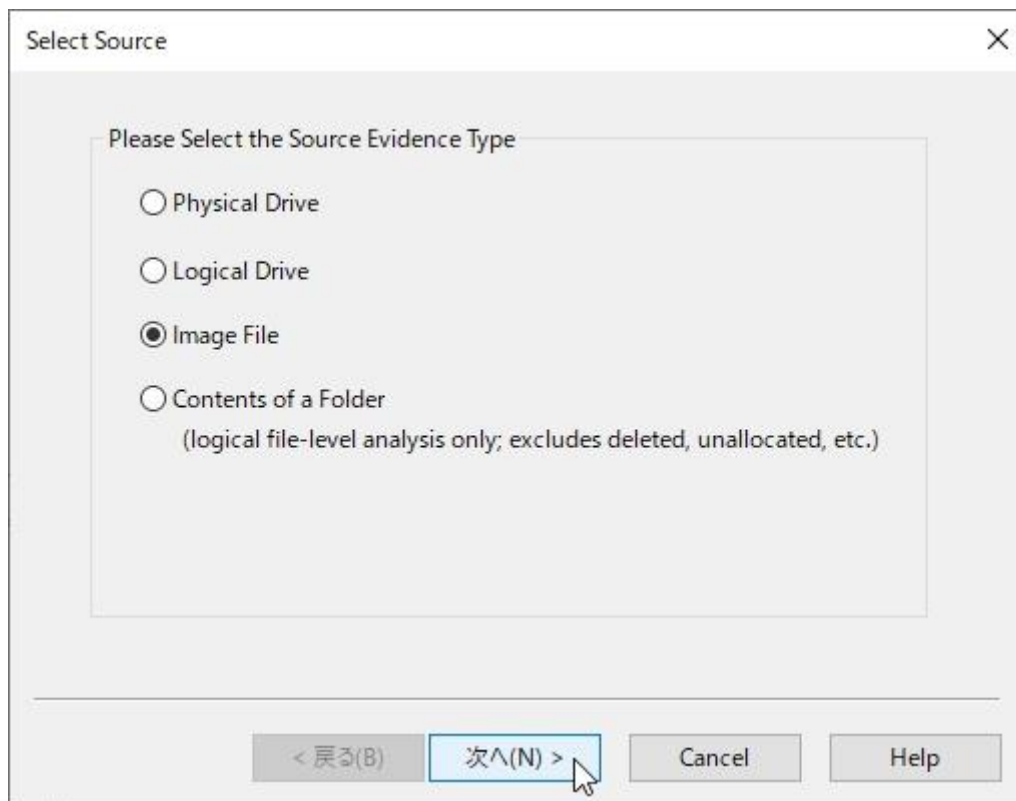 Select Source
Please Select the Source Evidence Type
Physical Drive
Logical Drive
Image File
Contents of a Folder
(logical file-level analysis only; excludes deleted, unallocated, etc.)
< 戻る(B)
次へ(N) >
Cancel
Help